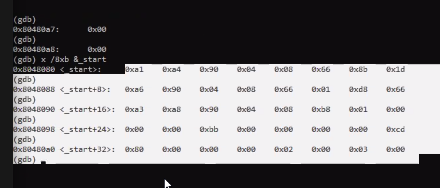 (gdb)
0x80480a7:	0x00
(gdb)
0x80480a8:	0x00
(gdb) x /8xb &_start
0x8048080 <_start>:	0xa1	0xa4	0x90	0x04	0x08	0x66	0x8b	0x1d
(gdb)
0x8048088 <_start+8>:	0xa6	0x90	0x04	0x08	0x66	0x01	0xd8	0x66
(gdb)
0x8048090 <_start+16>:	0xa3	0xa8	0x90	0x04	0x08	0xb8	0x01	0x00
(gdb)
0x8048098 <_start+24>:	0x00	0x00	0xbb	0x00	0x00	0x00	0x00	0xcd
(gdb)
0x80480a0 <_start+32>:	0x80	0x00	0x00	0x00	0x02	0x00	0x03	0x00
(gdb)